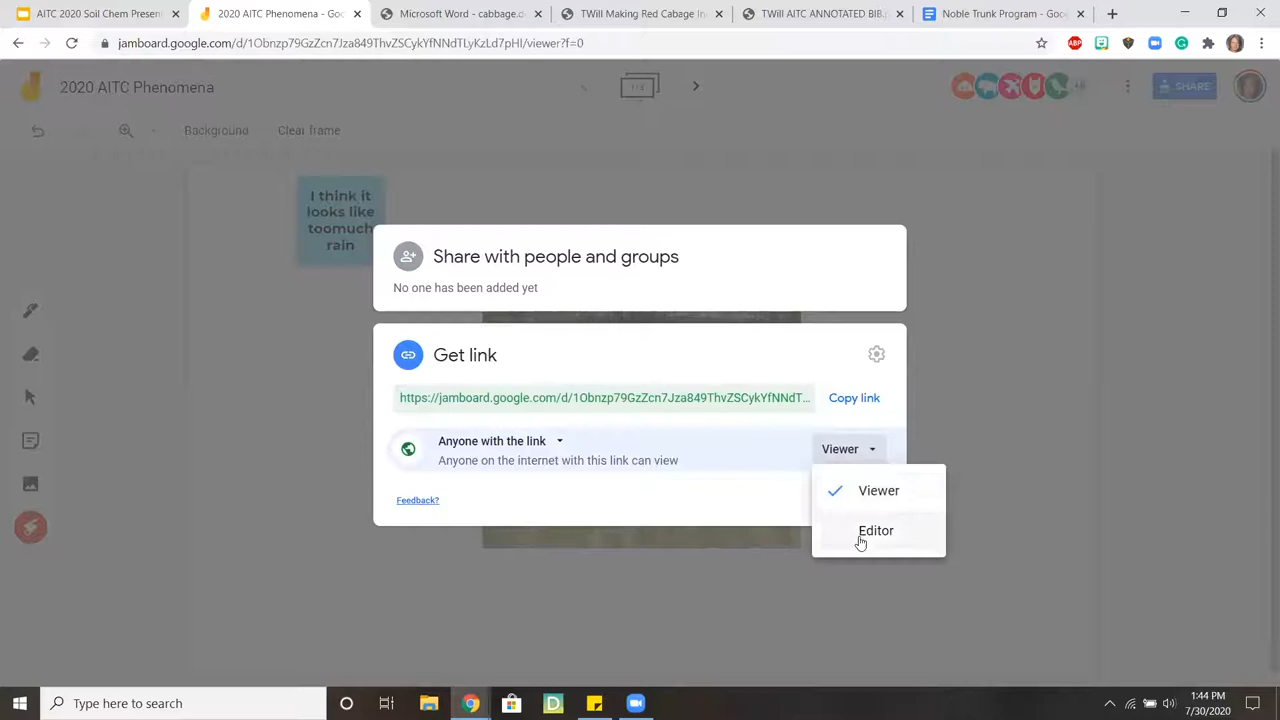 AITC 2020 Soil Chem Present
2020 AITC Phenomena - Goo
Microsoft Word - cabbage.d
TWill Making Red Cabage In
TWill AITC ANNOTATED BIB.
Noble Trunk Program - Goog
jamboard.google.com/d/1Obnzp79GzZcn7Jza849ThvZSCykYfNNdTLyKzLd7pHI/viewer?f=0
ABP
2020 AITC Phenomena
SHARE
Background
Clear frame
I think it
looks like
toomuch
rain
Share with people and groups
No one has been added yet
Get link
https://jamboard.google.com/d/1Obnzp79GzZcn7Jza849ThvZSCykYfNNdT...
Copy link
Anyone with the link
Anyone on the internet with this link can view
Viewer
Viewer
Editor
Feedback?
Type here to search
D
1:44 PM
7/30/2020